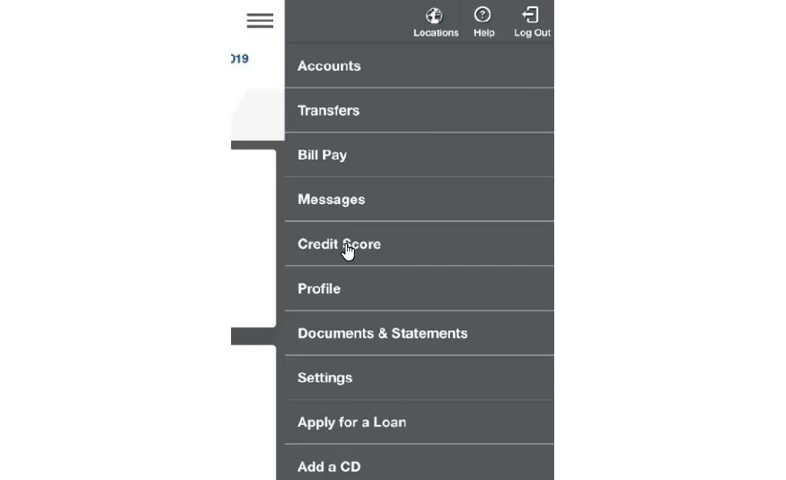 Locations Help Log Out
019
Accounts
Transfers
Bill Pay
Messages
Credit Score
Profile
Documents & Statements
Settings
Apply for a Loan
Add a CD